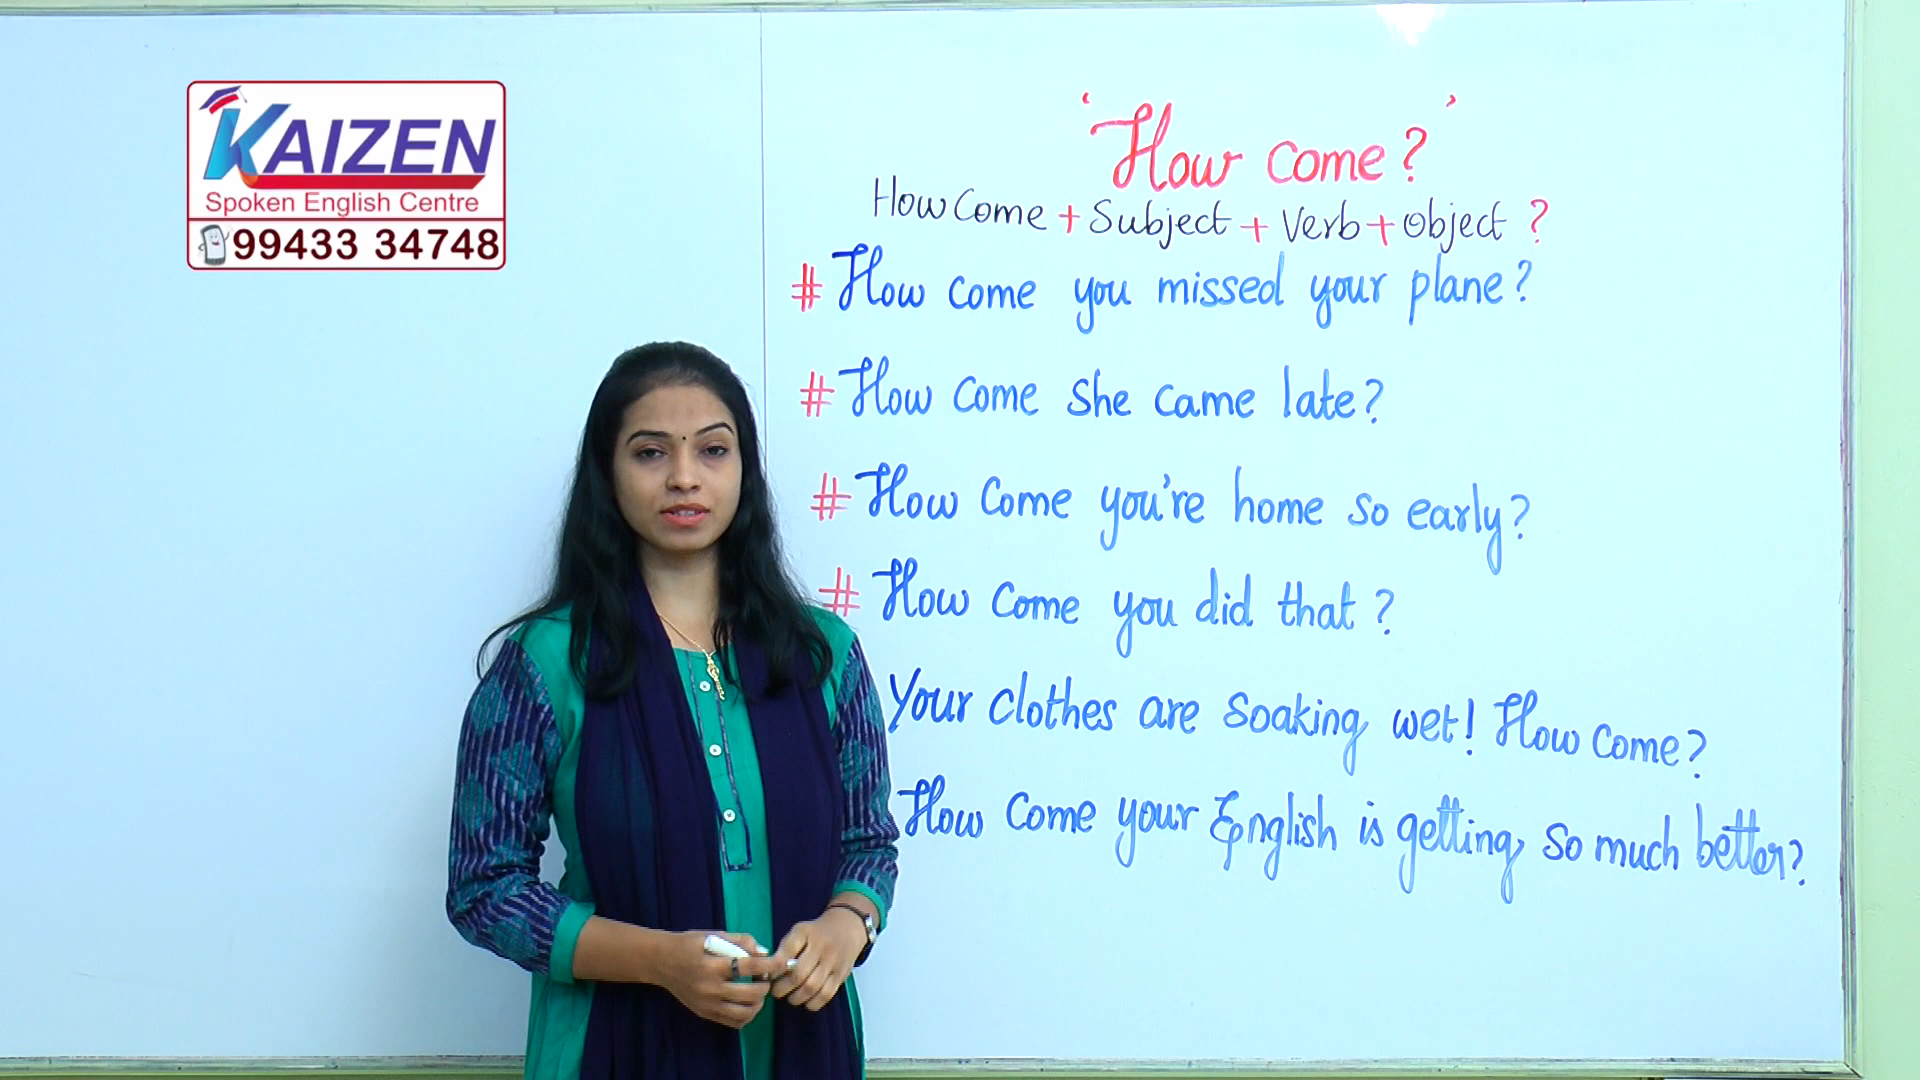 KAIZEN
Spoken English Centre
99433 34748
'How come?'
How Come + Subject + Verb + Object ?
# How come you missed your plane?
# How come she came late?
# How come you're home so early?
# How come you did that?
Your clothes are soaking wet! How come?
How come your English is getting so much better?